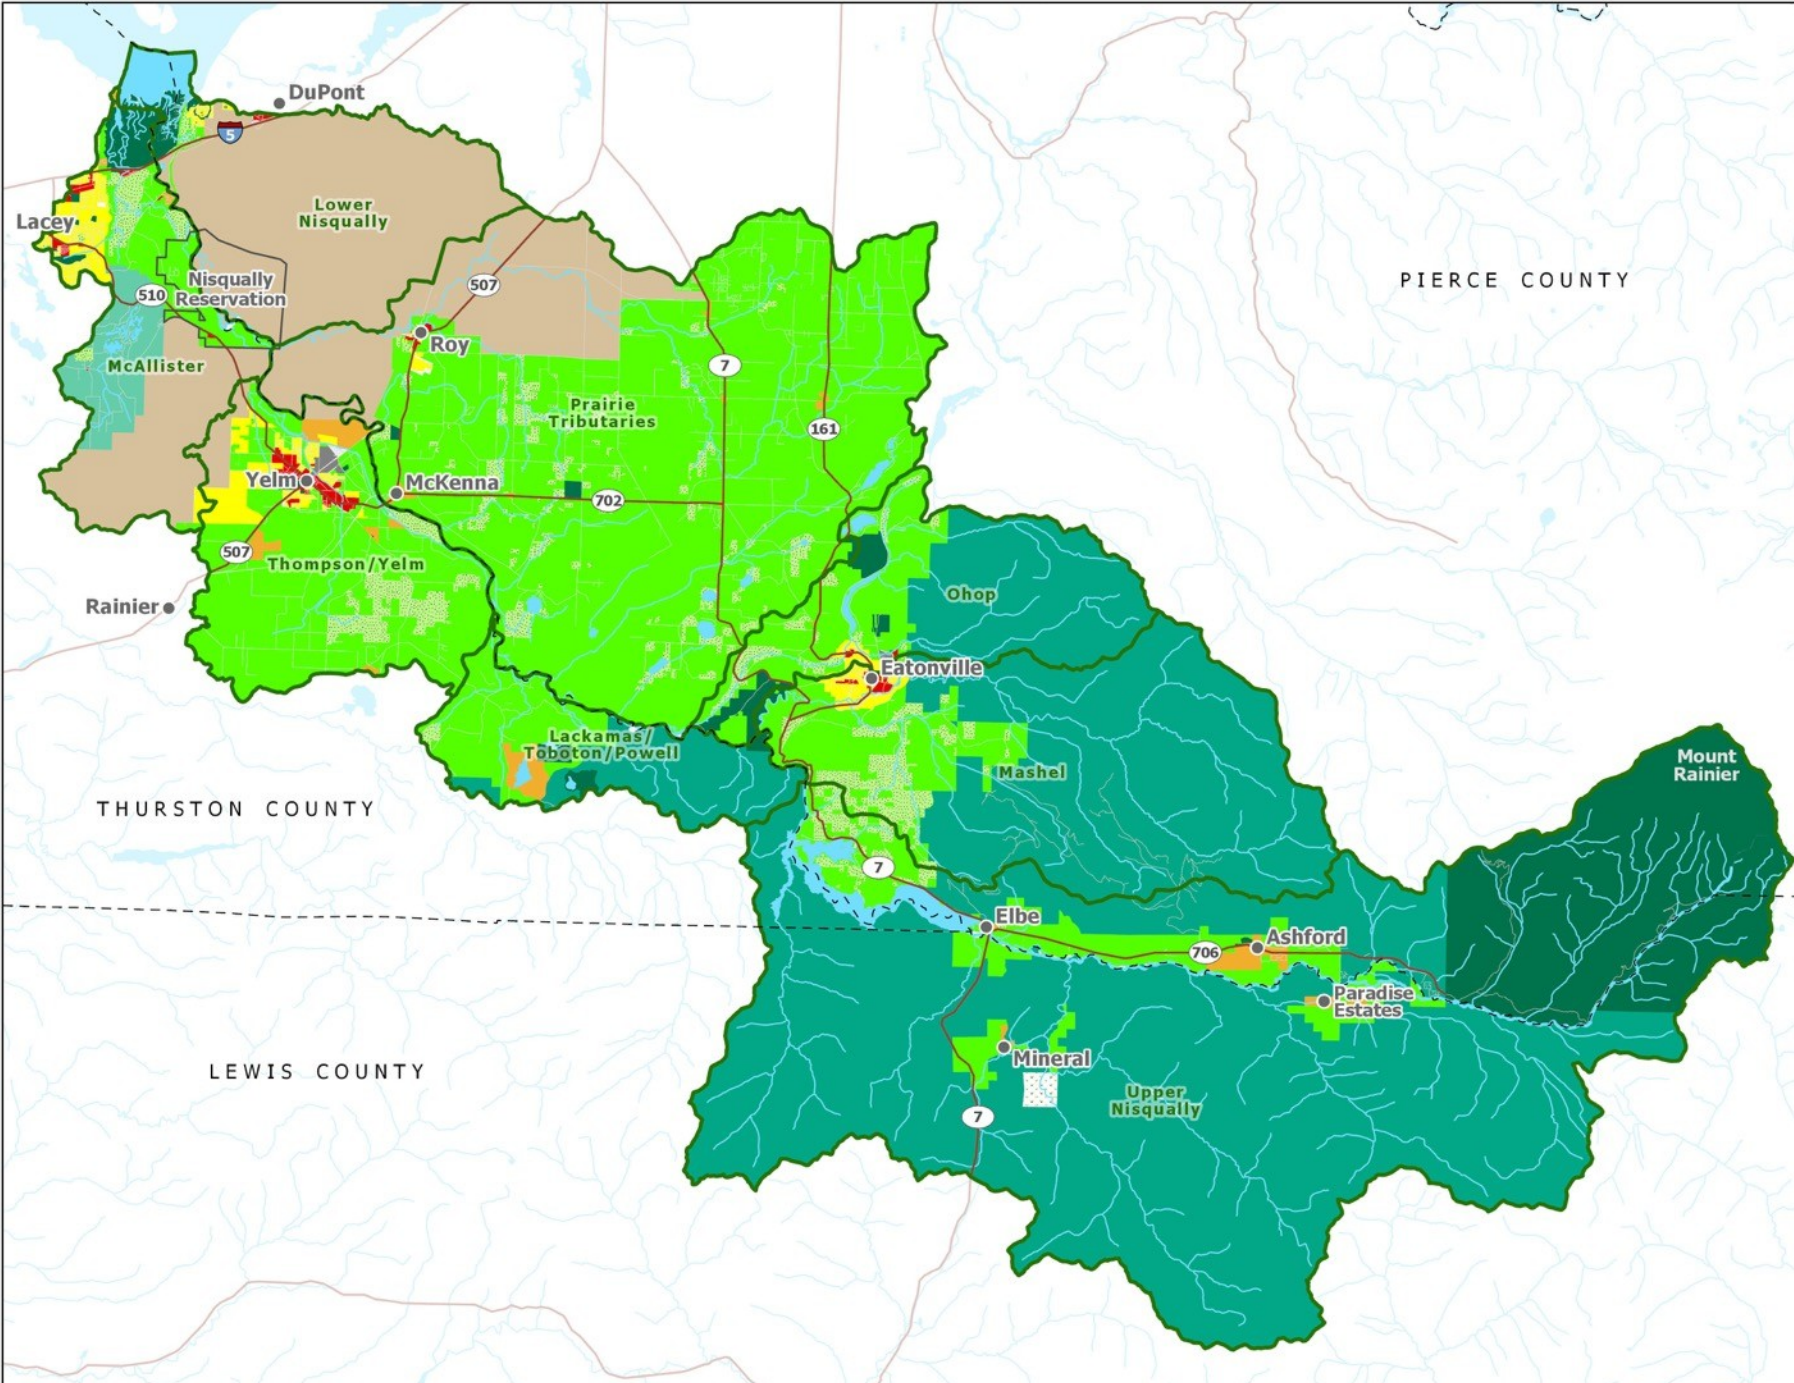 DuPont
5
Lower
Nisqually
Lacey
PIERCE COUNTY
Nisqually
Reservation
507
510
Roy
McAllister
7
Prairie
Tributaries
161
Yelm
McKenna
702
507
Thompson/Yelm
Ohop
Rainier
Eatonville
Lackamas/
Toboton/Powell
Mashel
Mount
Rainier
THURSTON COUNTY
7
Elbe
706
Ashford
Paradise
Estates
Mineral
LEWIS COUNTY
Upper
Nisqually
7